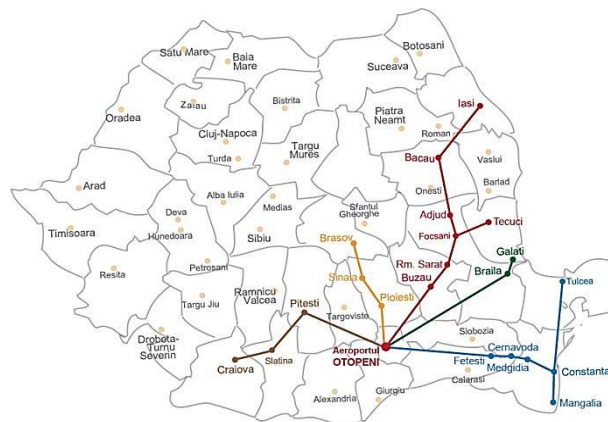 Botosani
Satu Mare
Baia
Mare
Suceava
Iasi
Zalau
Bistrita
Piatra
Neamt
Oradea
Roman
Cluj-Napoca
Targu
Mures
Turda
Bacau
Vaslui
Arad
Onesti
Barlad
Alba Iulia
Medias
Sfantul
Gheorghe
Adjud
Tecuci
Deva
Timisoara
Hunedoara
Sibiu
Brasov
Focsani
Galati
Resita
Petrosani
Rm. Sarat
Sinaia
Buzau
Braila
Tulcea
Ramnicu
Valcea
Targu Jiu
Pitesti
Ploiesti
Targoviste
Slobozia
Drobeta-
Turnu
Severin
Aeroportul
OTOPENI
Cernavoda
Fetesti
Medgidia
Craiova
Slatina
Constanta
Calarasi
Alexandria
Giurgiu
Mangalia